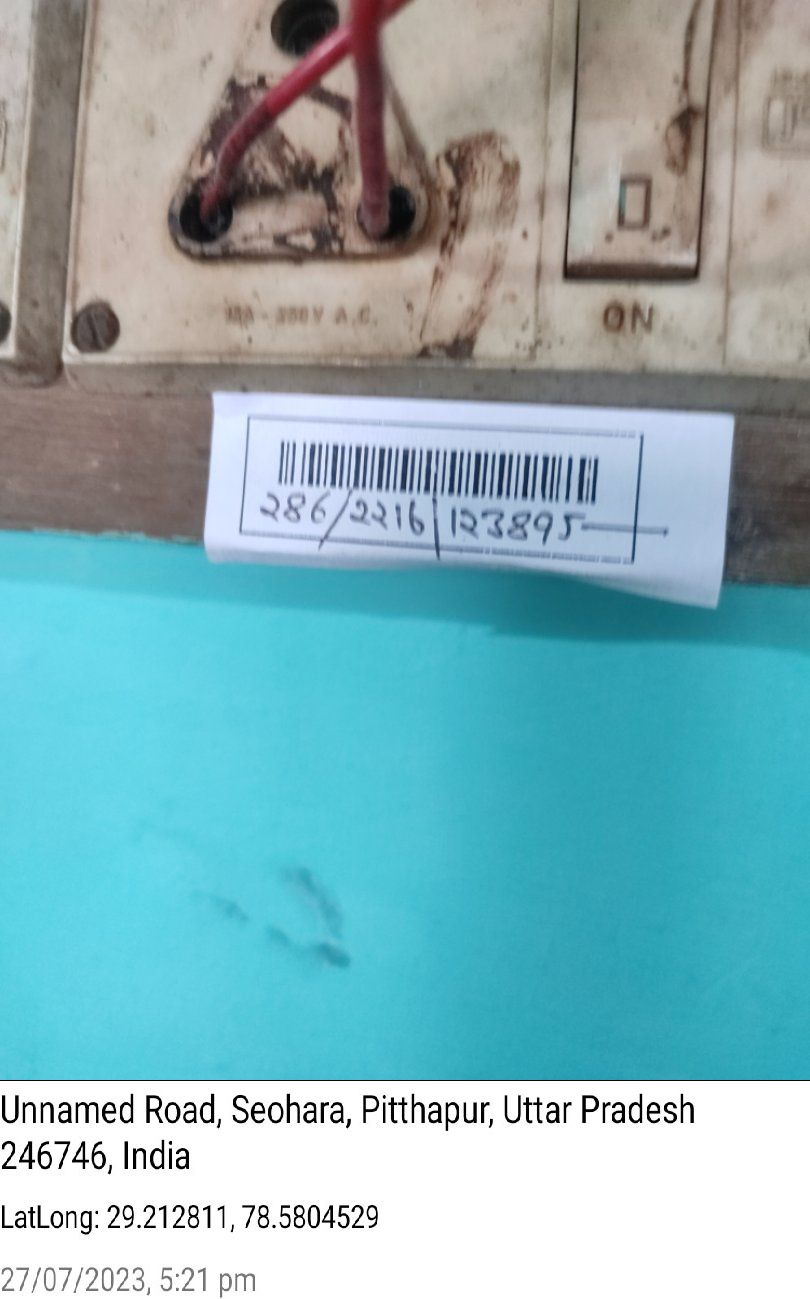 ON
286/2216/123895
Unnamed Road, Seohara, Pitthapur, Uttar Pradesh
246746, India
LatLong: 29.212811, 78.5804529
27/07/2023, 5:21 pm